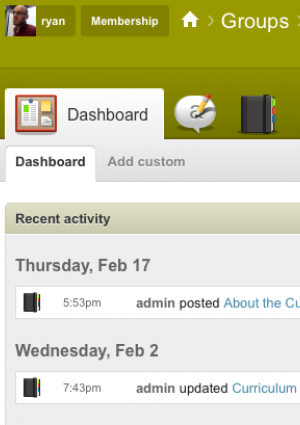 ryan Membership Groups
Dashboard
Dashboard Add custom
Recent activity
Thursday, Feb 17
5:53pm admin posted About the Cu
Wednesday, Feb 2
7:43pm admin updated Curriculum